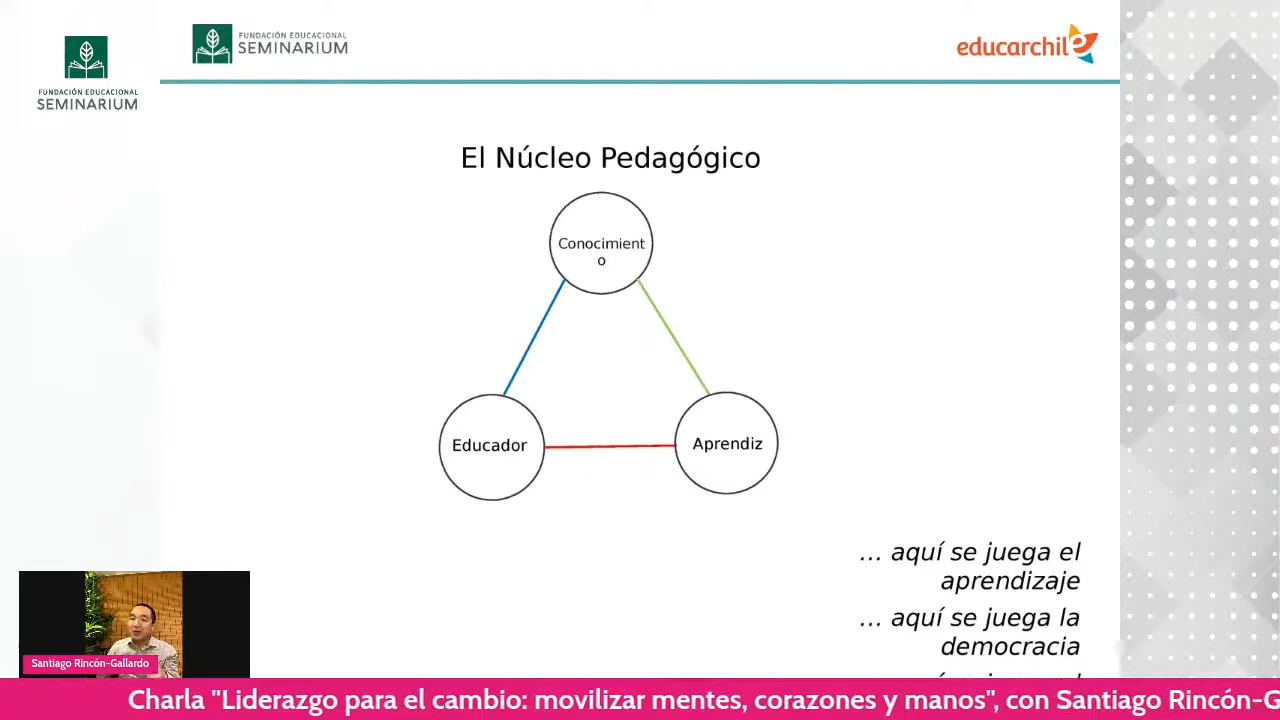 FUNDACIÓN EDUCACIONAL
SEMINARIUM
FUNDACIÓN EDUCACIONAL
SEMINARIUM
educarchile
El Núcleo Pedagógico
Conocimient
o
Educador
Aprendiz
... aquí se juega el
aprendizaje
... aquí se juega la
democracia
Santiago Rincón-Gallardo
Charla "Liderazgo para el cambio: movilizar mentes, corazones y manos", con Santiago Rincón-G